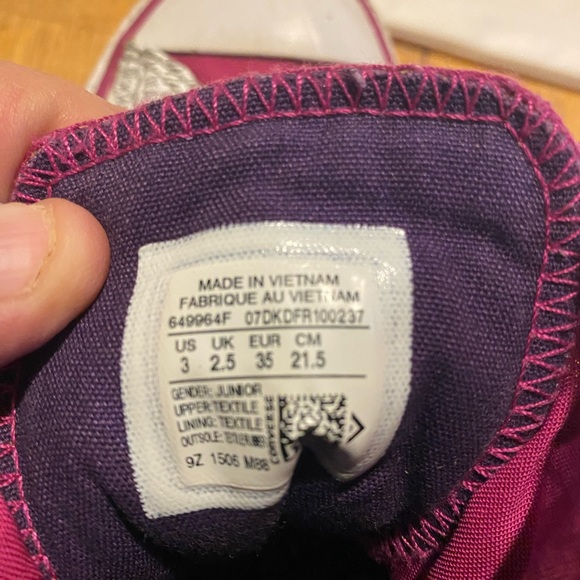 MADE IN VIETNAM
FABRIQUE AU VIETNAM
649964F 07DKDFR100237
US UK EUR CM
3 2.5 35 21.5
GENDER: JUNIOR
UPPER:TEXTILE
LINING: TEXTILE
OUTSOLE:
9Z 1506 M88
CONVERSE